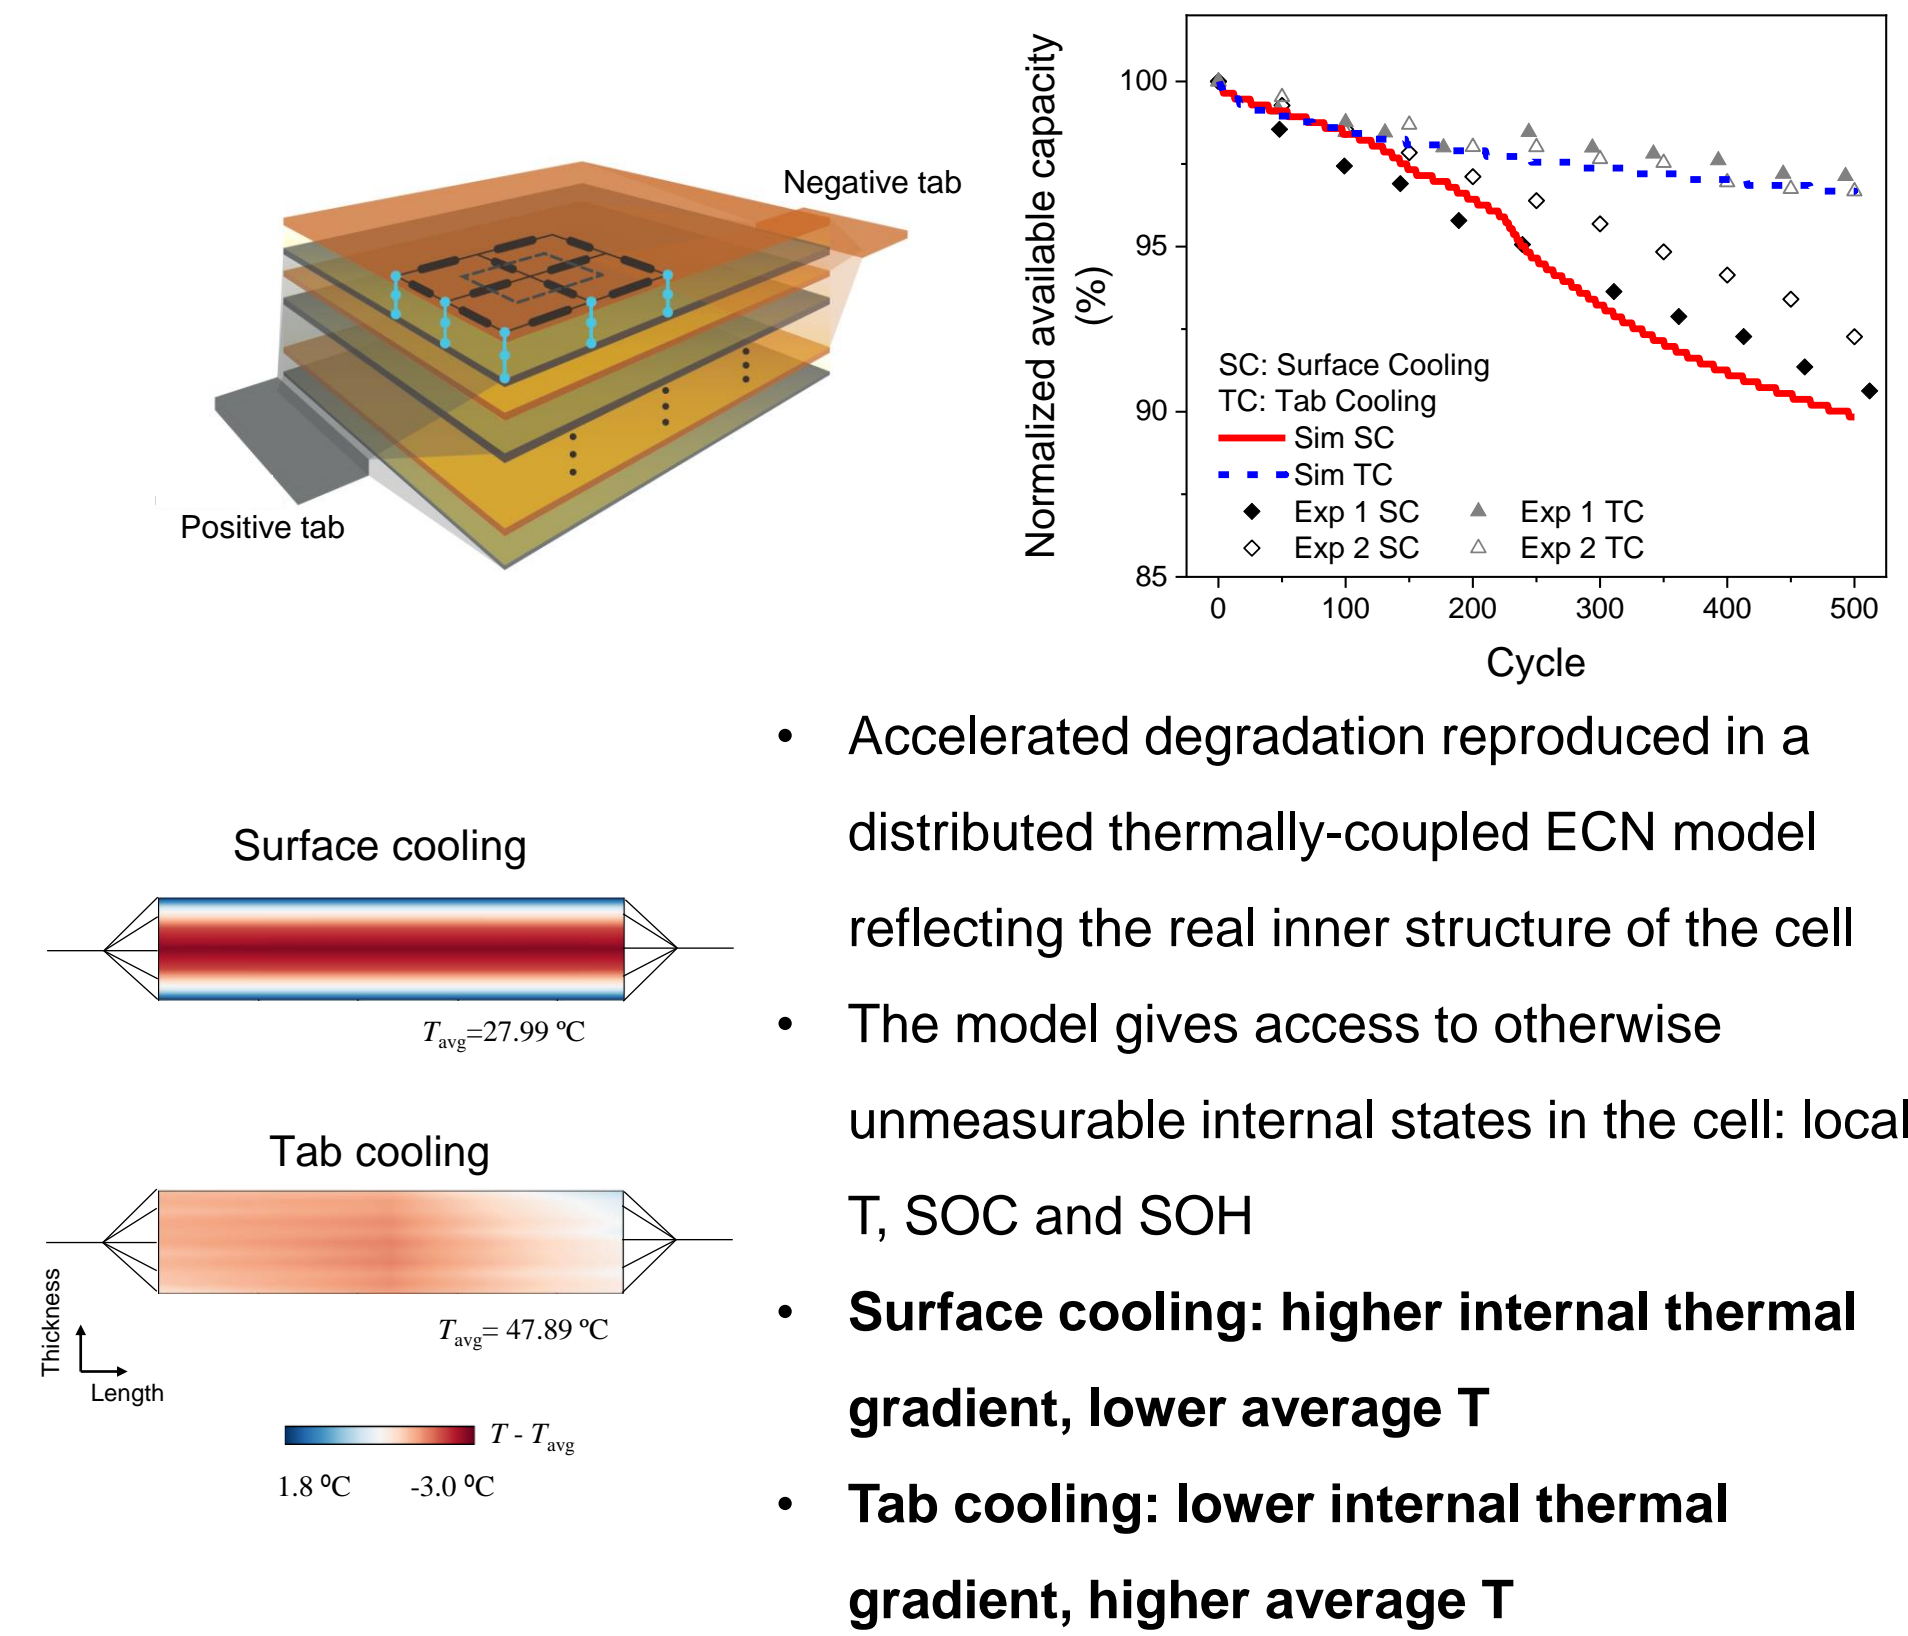 Negative tab
Positive tab
Normalized available capacity
(%)
100
95
90
85
SC: Surface Cooling
TC: Tab Cooling
Sim SC
Sim TC
Exp 1 SC
Exp 1 TC
Exp 2 SC
Exp 2 TC
0 100 200 300 400 500
Cycle
Surface cooling
Tavg=27.99 ºC
Tab cooling
Tavg= 47.89 ºC
Thickness
Length
T - Tavg
1.8 ºC -3.0 ºC
• Accelerated degradation reproduced in a
distributed thermally-coupled ECN model
reflecting the real inner structure of the cell
• The model gives access to otherwise
unmeasurable internal states in the cell: local
T, SOC and SOH
• Surface cooling: higher internal thermal
gradient, lower average T
• Tab cooling: lower internal thermal
gradient, higher average T